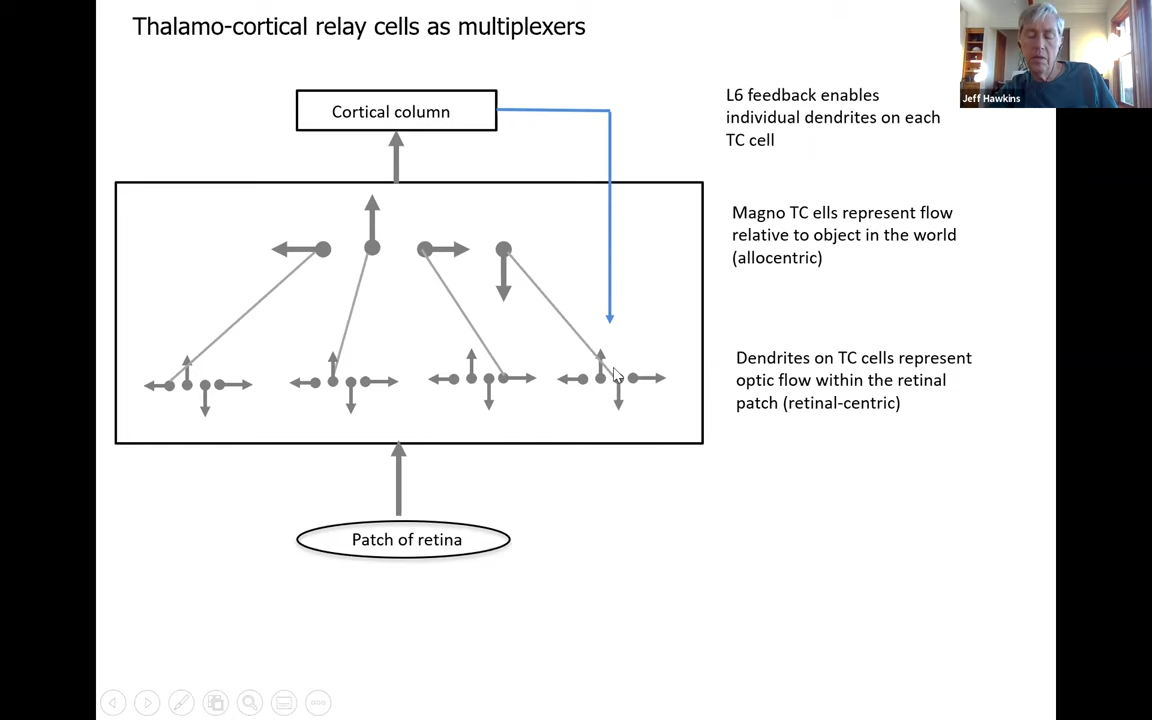 Thalamo-cortical relay cells as multiplexers
Jeff Hawkins
Cortical column
L6 feedback enables
individual dendrites on each
TC cell
Magno TC ells represent flow
relative to object in the world
(allocentric)
Dendrites on TC cells represent
optic flow within the retinal
patch (retinal-centric)
Patch of retina